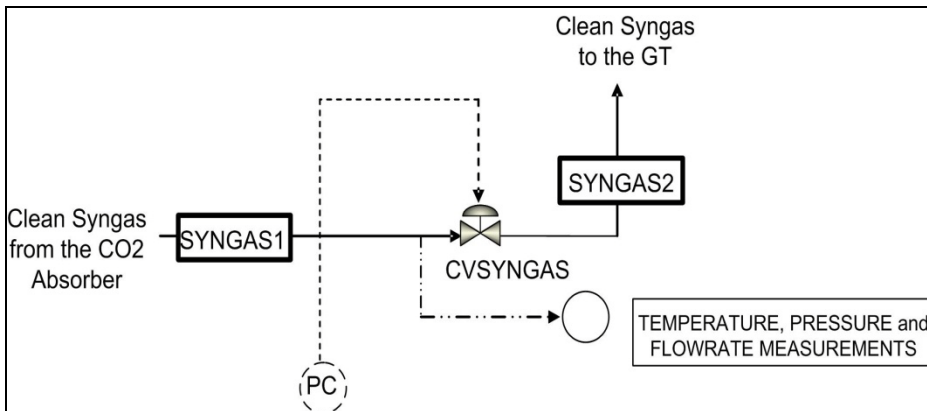 Clean Syngas
to the GT
SYNGAS2
Clean Syngas
from the CO2
Absorber
SYNGAS1
CVSYNGAS
TEMPERATURE, PRESSURE and
FLOWRATE MEASUREMENTS
PC